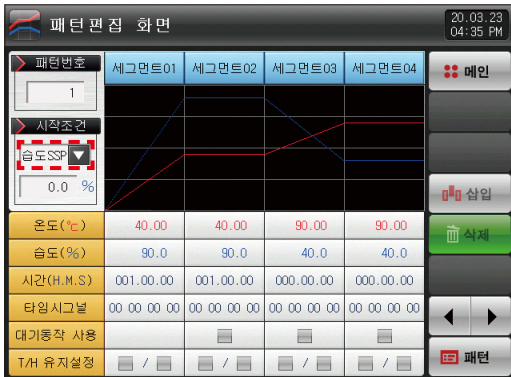 패턴편집 화면
20.03.23
04:35 PM
패턴번호
1
시작조건
습도SSP
0.0 %
세그먼트01 세그먼트02 세그먼트03 세그먼트04
온도(℃) 40.00 40.00 90.00 90.00
습도(%) 90.0 90.0 40.0 40.0
시간(H.M.S) 001.00.00 001.00.00 000.00.00 000.00.00
타임시그널 00 00 00 00 00 00 00 00 00 00 00 00 00 00 00 00
대기동작 사용
T/H 유지설정 / / / /
메인
삽입
삭제
패턴